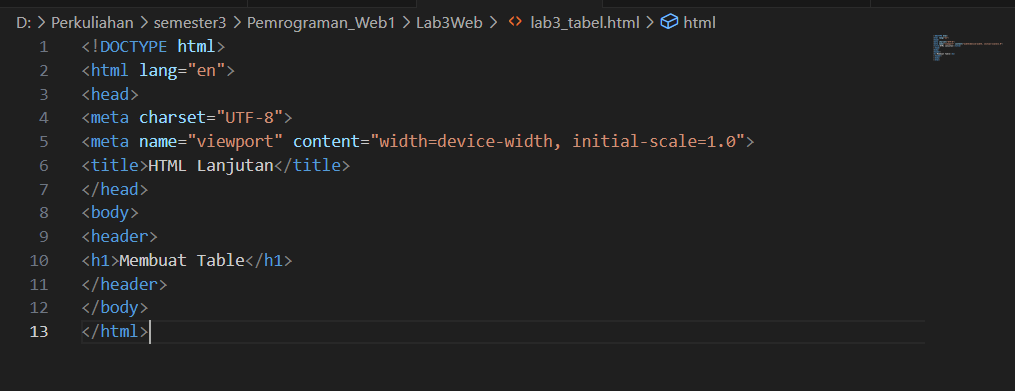 D: > Perkuliahan > semester3 > Pemrograman_Web1 > Lab3Web > <> lab3_tabel.html > html
1 <!DOCTYPE html>
2 <html lang="en">
3 <head>
4 <meta charset="UTF-8">
5 <meta name="viewport" content="width=device-width, initial-scale=1.0">
6 <title>HTML Lanjutan</title>
7 </head>
8 <body>
9 <header>
10 <h1>Membuat Table</h1>
11 </header>
12 </body>
13 </html>